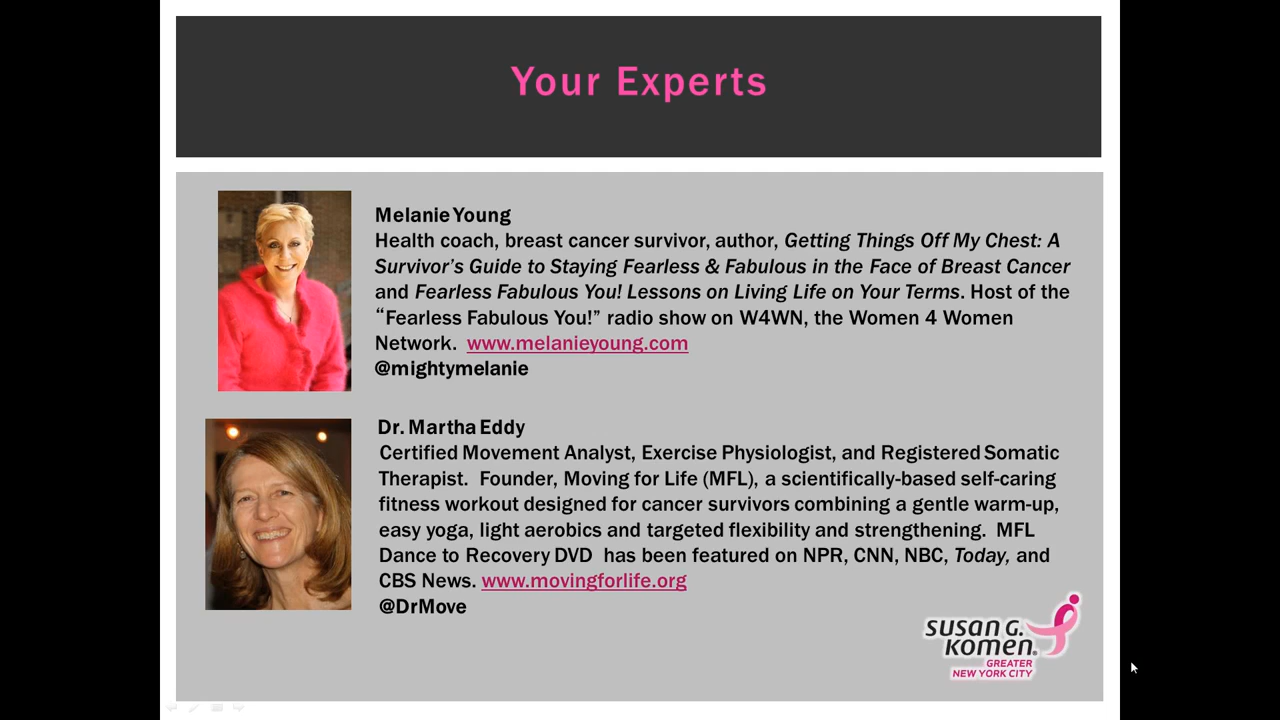 Your Experts
Melanie Young
Health coach, breast cancer survivor, author, Getting Things Off My Chest: A
Survivor’s Guide to Staying Fearless & Fabulous in the Face of Breast Cancer
and Fearless Fabulous You! Lessons on Living Life on Your Terms. Host of the
“Fearless Fabulous You!” radio show on W4WN, the Women 4 Women
Network. www.melanieyoung.com
@mightymelanie
Dr. Martha Eddy
Certified Movement Analyst, Exercise Physiologist, and Registered Somatic
Therapist. Founder, Moving for Life (MFL), a scientifically-based self-caring
fitness workout designed for cancer survivors combining a gentle warm-up,
easy yoga, light aerobics and targeted flexibility and strengthening. MFL
Dance to Recovery DVD has been featured on NPR, CNN, NBC, Today, and
CBS News. www.movingforlife.org
@DrMove
susan G.
komen®
GREATER
NEW YORK CITY